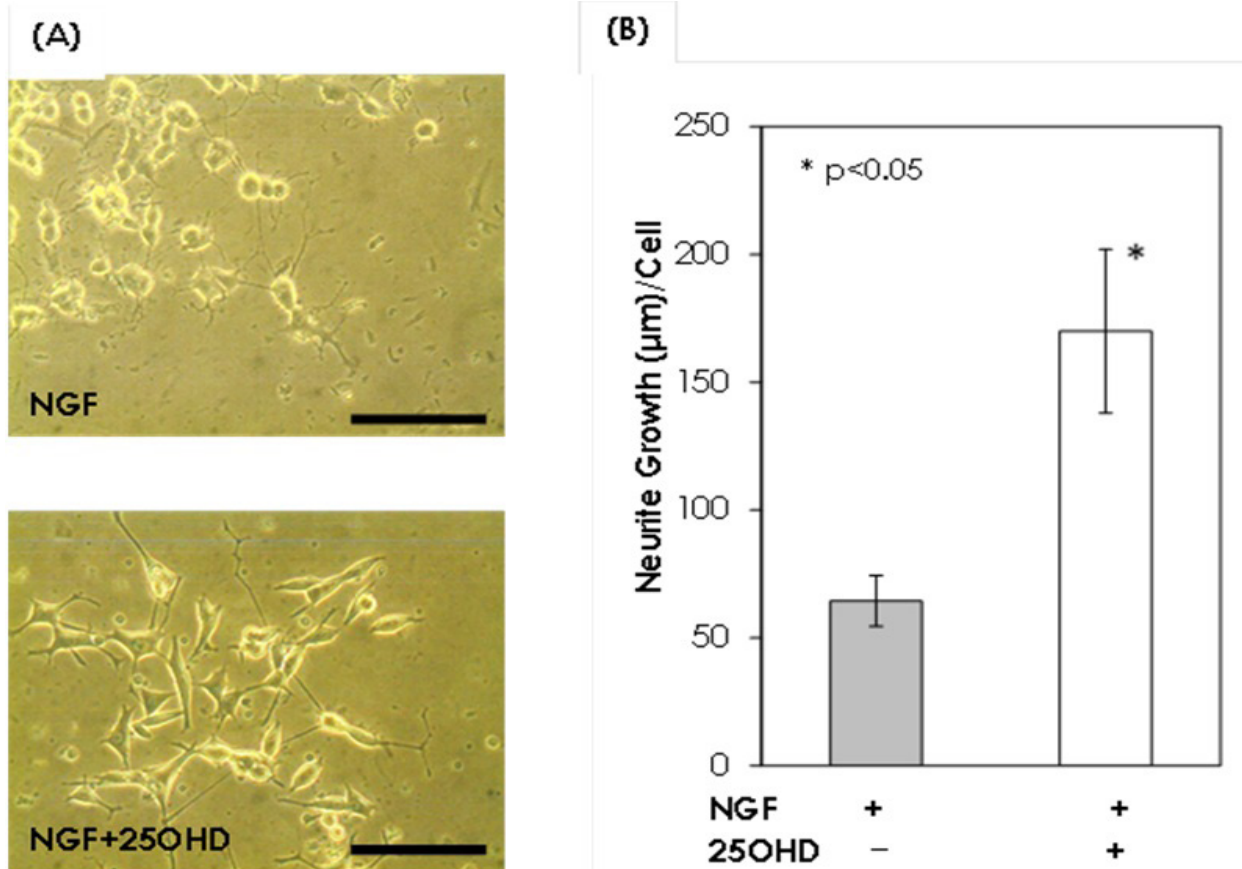 (A)
NGF
NGF+25OHD
(B)
Neurite Growth (µm)/Cell
250
200
150
100
50
0
* p<0.05
*
NGF + +
25OHD − +